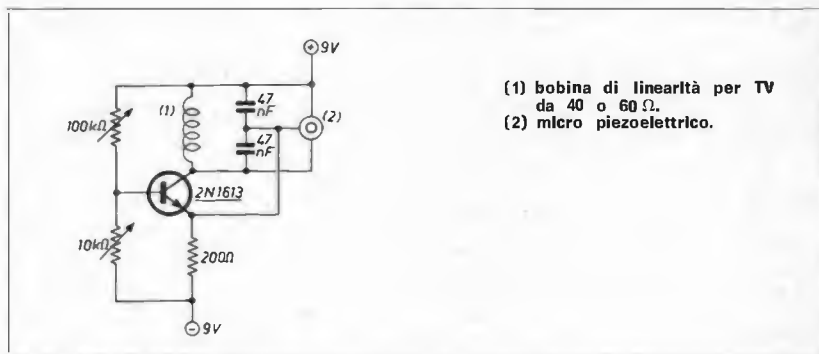 ⊕ 9V
(1)
47
nF
47
nF
(2)
100kΩ
2N1613
10kΩ
200Ω
⊖ 9V
(1) bobina di linearità per TV
da 40 o 60 Ω.
(2) micro piezoelettrico.